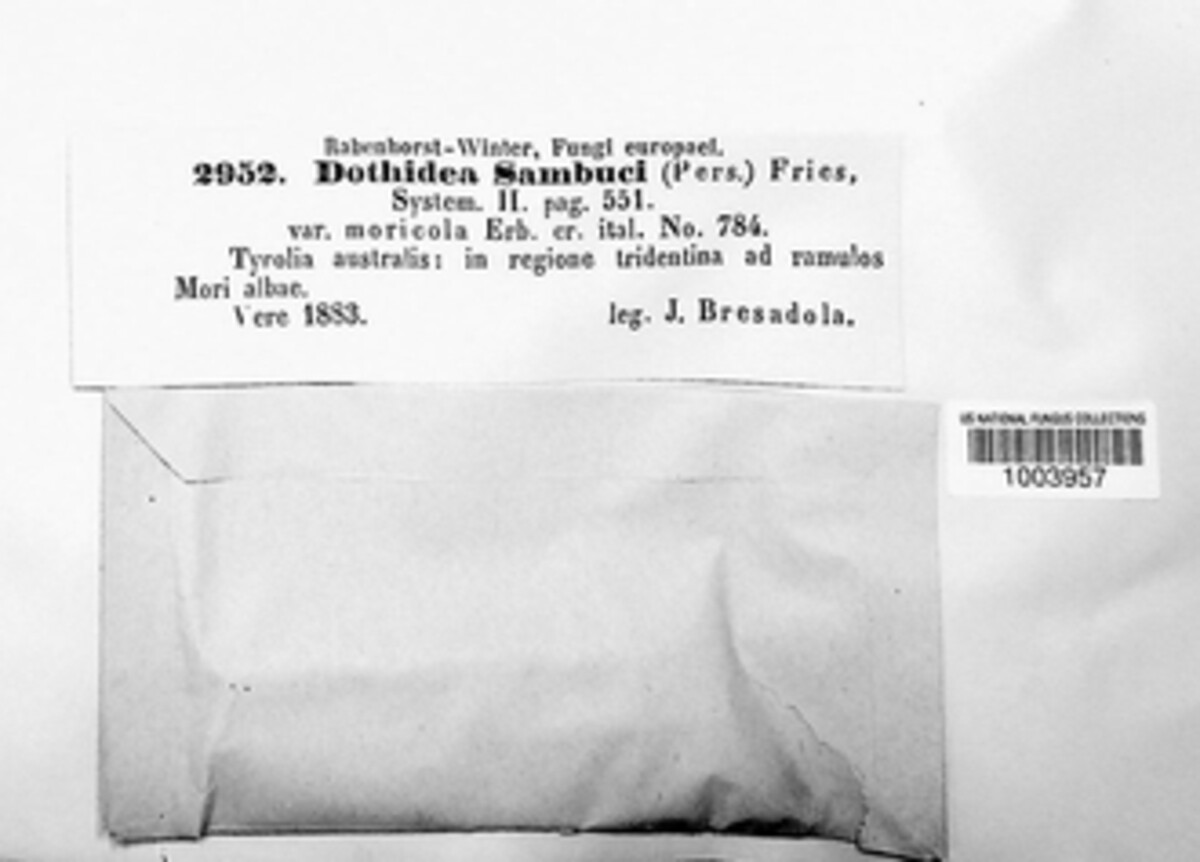 Rabenhorst-Winter, Fungi europaei.
2952. Dothidea Sambuci (Pers.) Fries,
System. II. pag. 551.
var. moricola Erb. cr. ital. No. 784.
Tyrolia australis: in regione tridentina ad ramulos
Mori albae.
Vere 1883. leg. J. Bresadola.
US NATIONAL FUNGUS COLLECTIONS
1003957